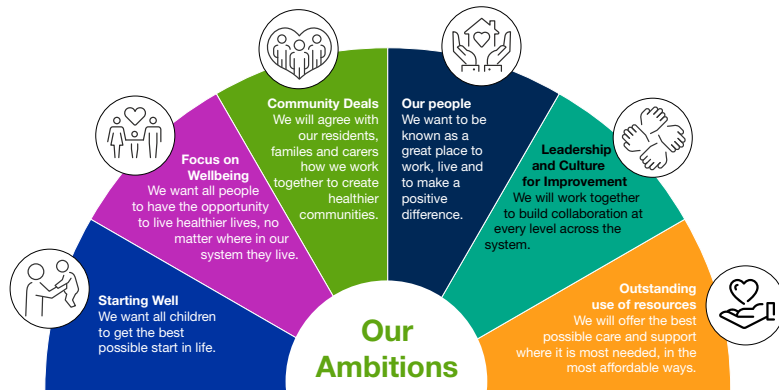 Starting Well
We want all children
to get the best
possible start in life.
Focus on
Wellbeing
We want all people
to have the opportunity
to live healthier lives, no
matter where in our
system they live.
Community Deals
We will agree with
our residents,
familes and carers
how we work
together to create
healthier
communities.
Our people
We want to be
known as a
great place to
work, live and
to make a
positive
difference.
Leadership
and Culture
for Improvement
We will work together
to build collaboration at
every level across the
system.
Outstanding
use of resources
We will offer the best
possible care and support
where it is most needed, in the
most affordable ways.
Our
Ambitions